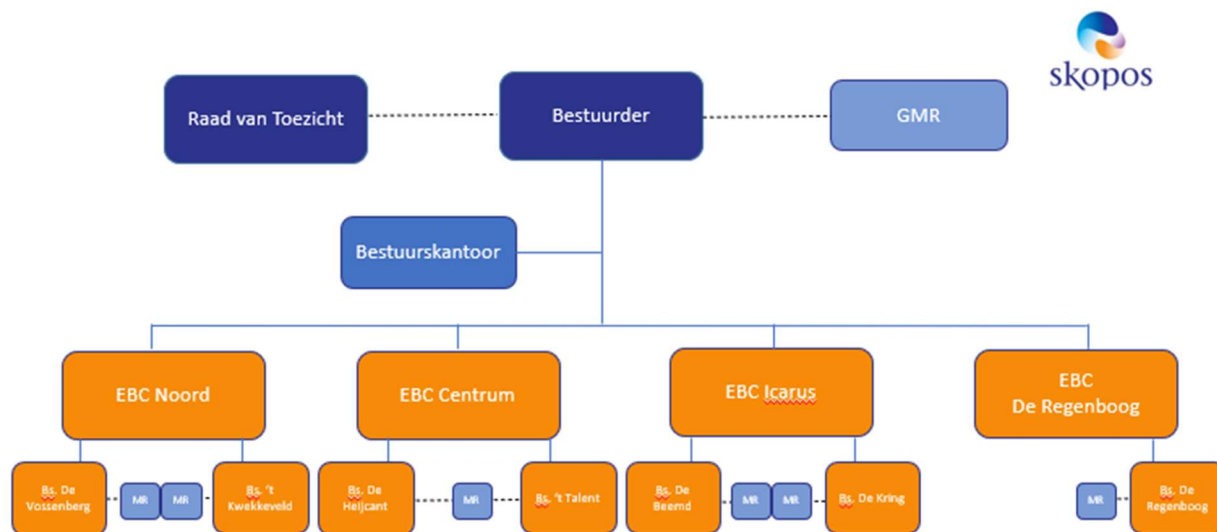 skopos
Raad van Toezicht
Bestuurder
GMR
Bestuurskantoor
EBC Noord
EBC Centrum
EBC Icarus
EBC
De Regenboog
Bs. De
Vossenberg
MR
MR
Bs. 't
Kwekkeveld
Bs. De
Heijcant
MR
Bs. 't Talent
Bs. De
Beemd
MR
MR
Bs. De Kring
MR
Bs. De
Regenboog